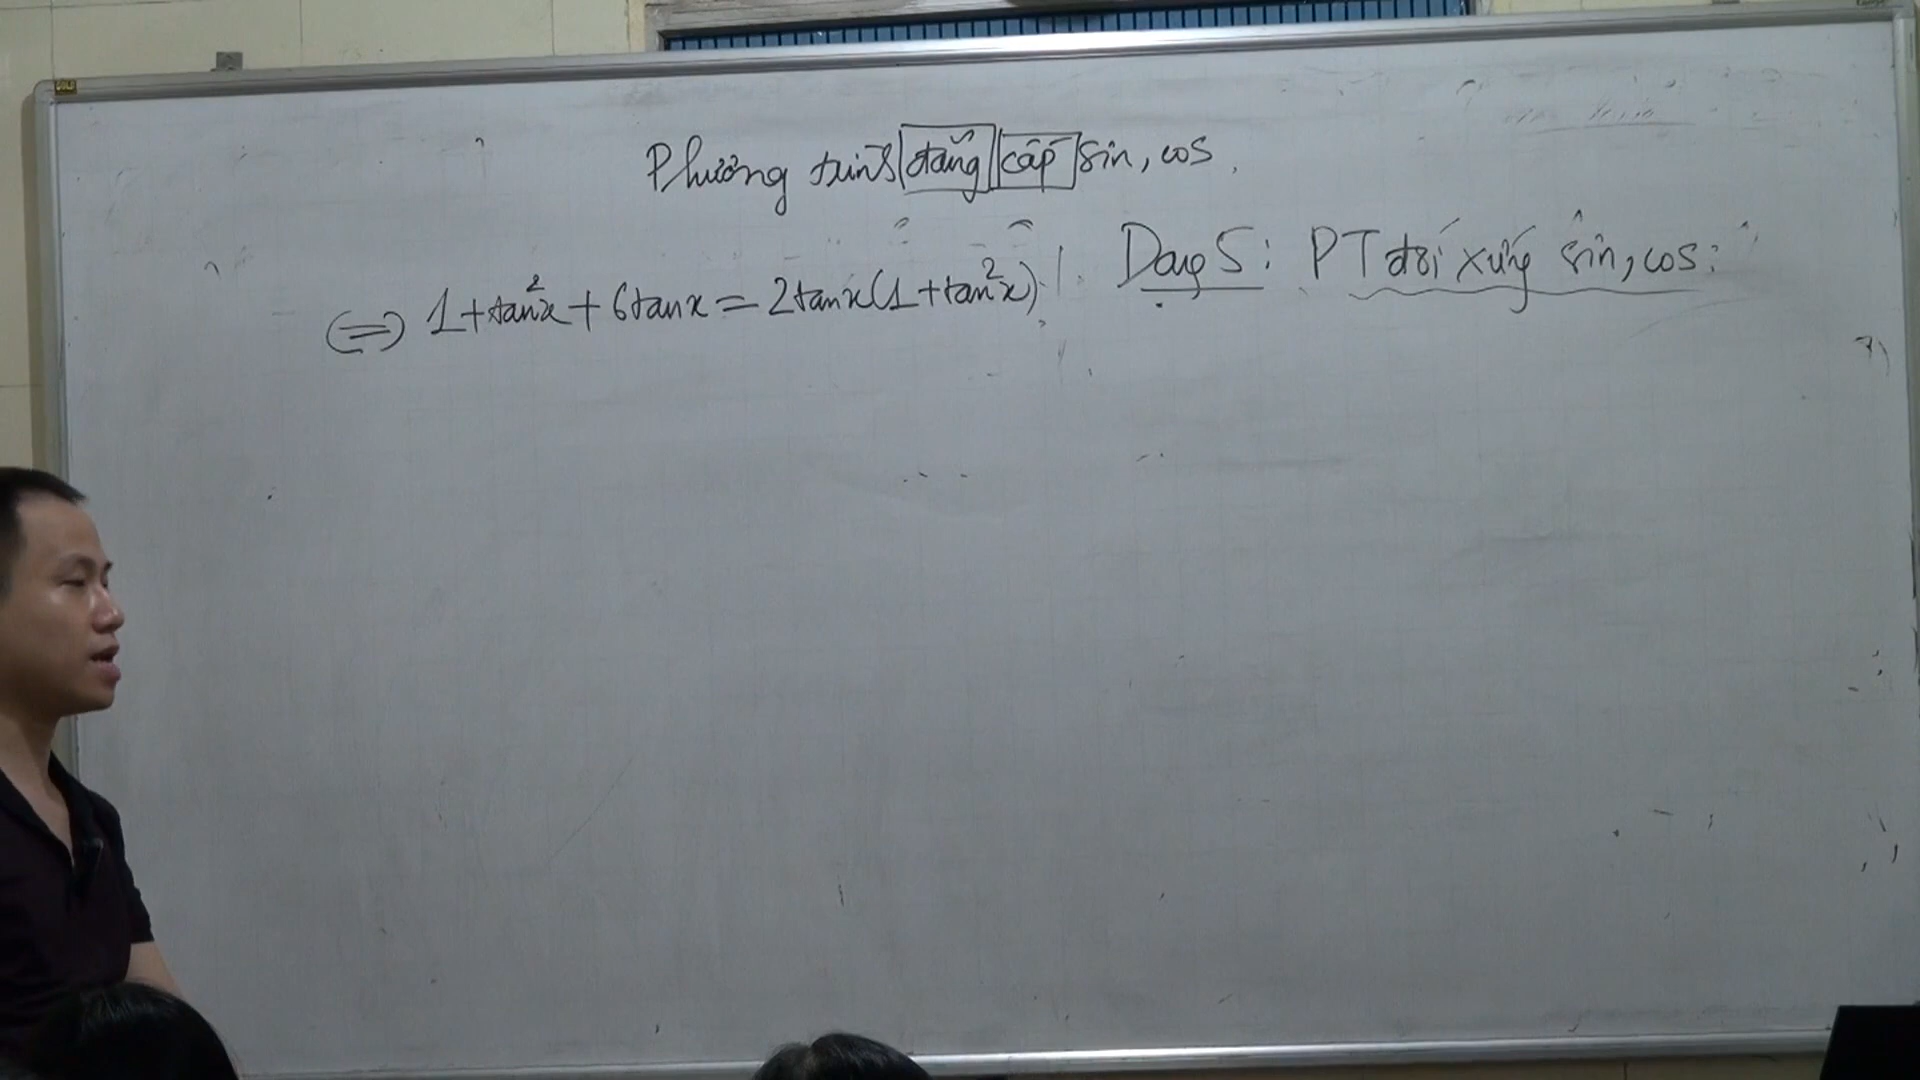 Phương trình đẳng cấp sin, cos.
⇔ 1 + tan²x + 6tanx = 2tanx(1 + tan²x)
Dạng 5: PT đối xứng sin, cos: